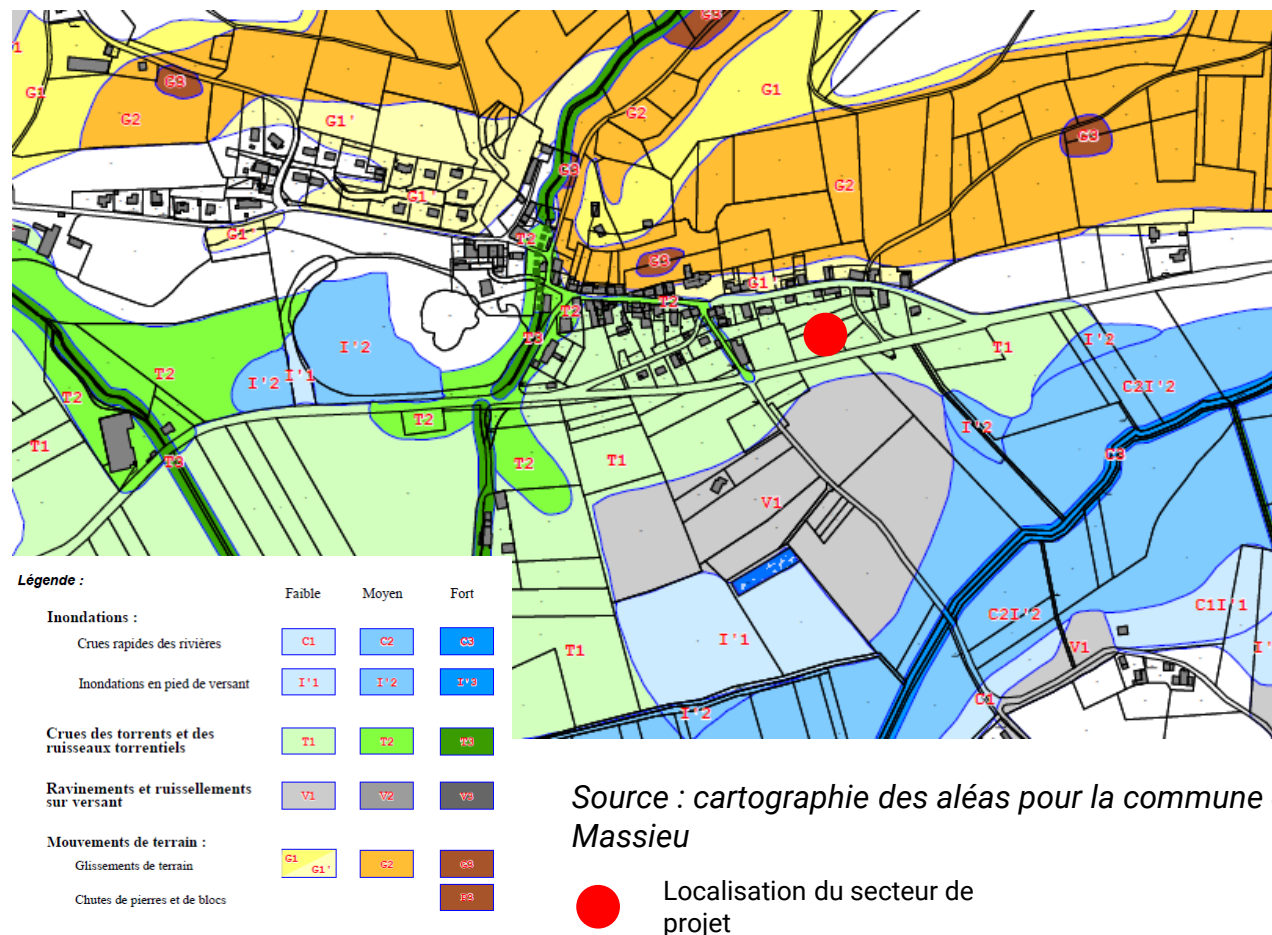 G3
G1
G3
G1
G1
G2
G2
G1'
G3
G2
G3
G1'
G1'
T2
G3
G1'
T2
T2
T3
I'2
T1
I'2
C2I'2
I'2
I'1
T2
T2
T2
I'2
T1
T3
T2
T1
C3
V1
C2I'2
C1I'1
I'1
T1
V1
I'2
C1
Légende :
Faible Moyen Fort
Inondations :
Crues rapides des rivières C1 C2 C3
Inondations en pied de versant I'1 I'2 I'3
Crues des torrents et des
ruisseaux torrentiels T1 T2 T3
Ravinements et ruissellements
sur versant V1 V2 V3
Mouvements de terrain :
Glissements de terrain G1 G1' G2 G3
Chutes de pierres et de blocs
Source : cartographie des aléas pour la commune
Massieu
Localisation du secteur de
projet